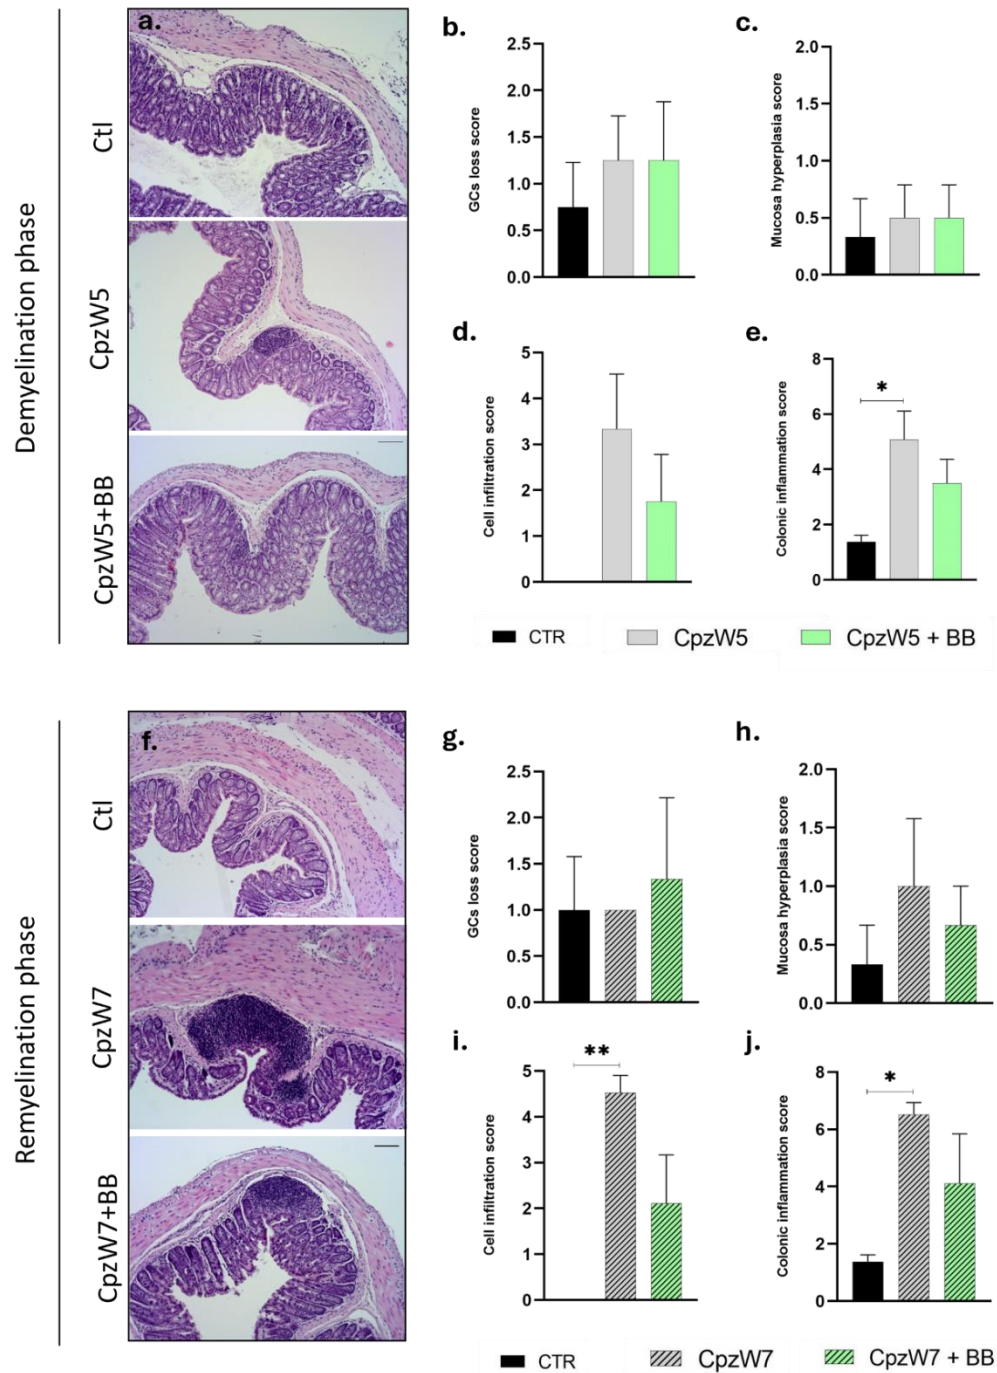 Demyelination phase
a.
Ctl
CpzW5
CpzW5+BB
b.
GCs loss score
2.5
2.0
1.5
1.0
0.5
0.0
c.
Mucosa hyperplasia score
2.0
1.5
1.0
0.5
0.0
d.
Cell infiltration score
5
4
3
2
1
0
e.
Colonic inflammation score
8
6
4
2
0
*
CTR CpzW5 CpzW5 + BB
Remyelination phase
f.
Ctl
CpzW7
CpzW7+BB
g.
GCs loss score
2.5
2.0
1.5
1.0
0.5
0.0
h.
Mucosa hyperplasia score
2.0
1.5
1.0
0.5
0.0
i.
Cell infiltration score
5
4
3
2
1
0
**
j.
Colonic inflammation score
8
6
4
2
0
*
CTR CpzW7 CpzW7 + BB